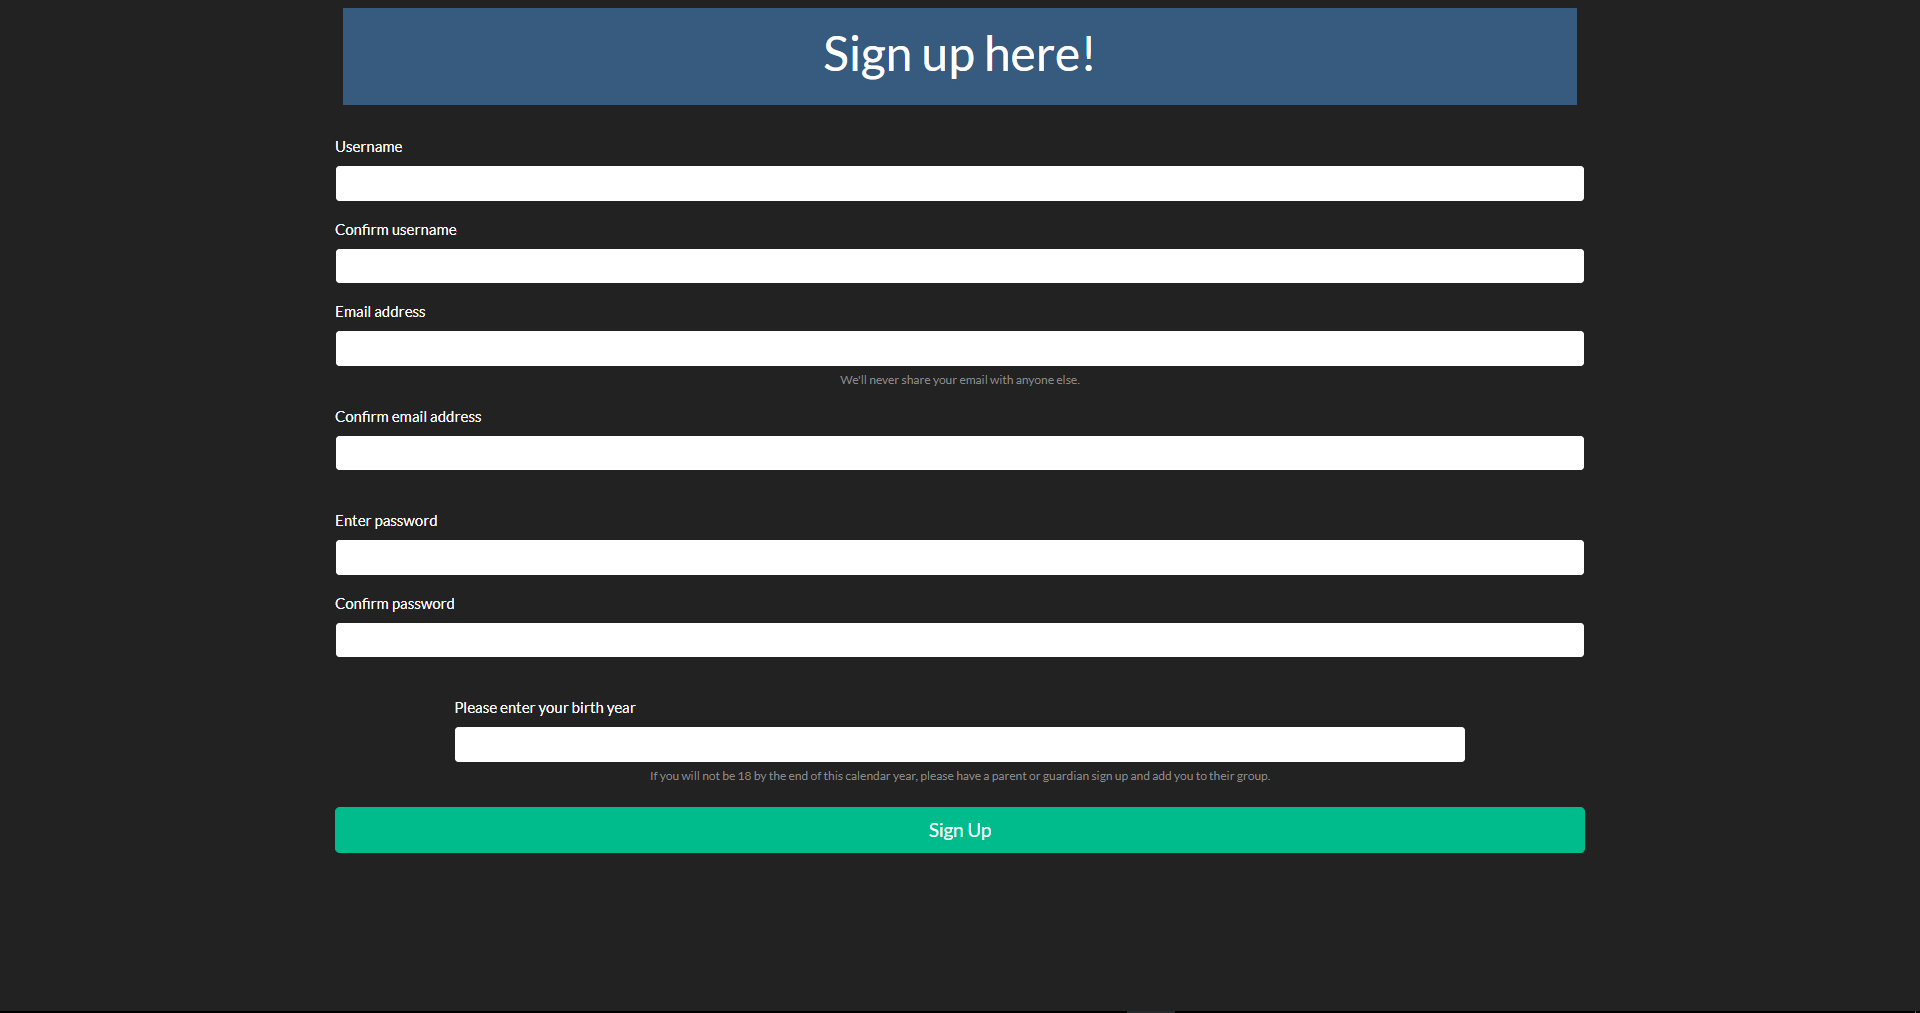 Sign up here!
Username
Confirm username
Email address
We'll never share your email with anyone else.
Confirm email address
Enter password
Confirm password
Please enter your birth year
If you will not be 18 by the end of this calendar year, please have a parent or guardian sign up and add you to their group.
Sign Up